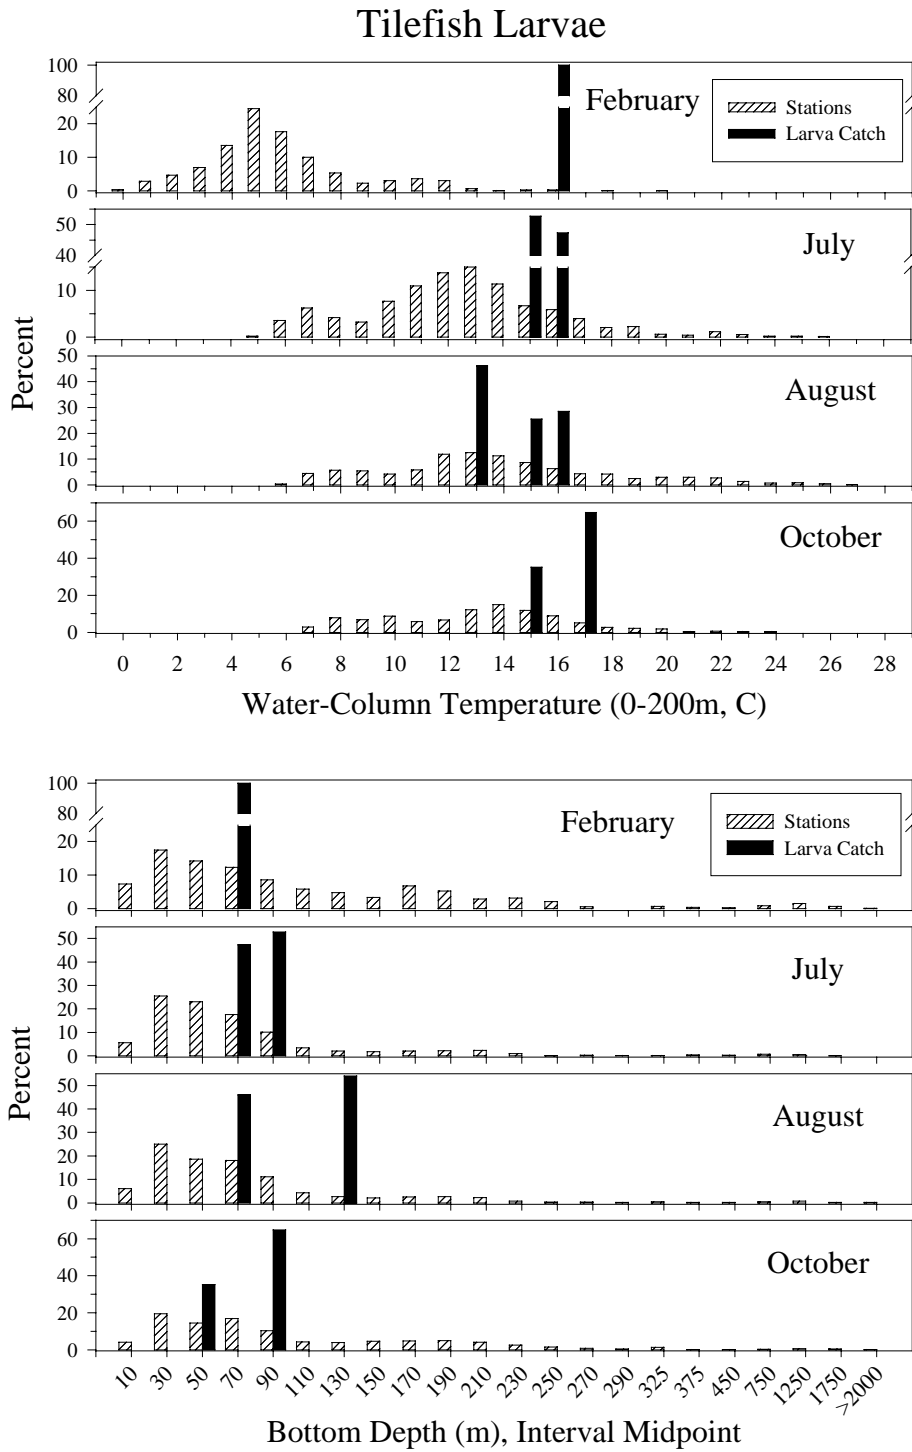 Tilefish Larvae
100
80
20
10
0
February
Stations
Larva Catch
50
40
10
0
July
50
40
30
20
10
0
August
60
40
20
0
October
Percent
0 2 4 6 8 10 12 14 16 18 20 22 24 26 28
Water-Column Temperature (0-200m, C)
100
80
20
10
0
February
Stations
Larva Catch
50
40
30
20
10
0
July
50
40
30
20
10
0
August
60
40
20
0
October
Percent
10 30 50 70 90 110 130 150 170 190 210 230 250 270 290 325 375 450 750 1250 1750 >2000
Bottom Depth (m), Interval Midpoint